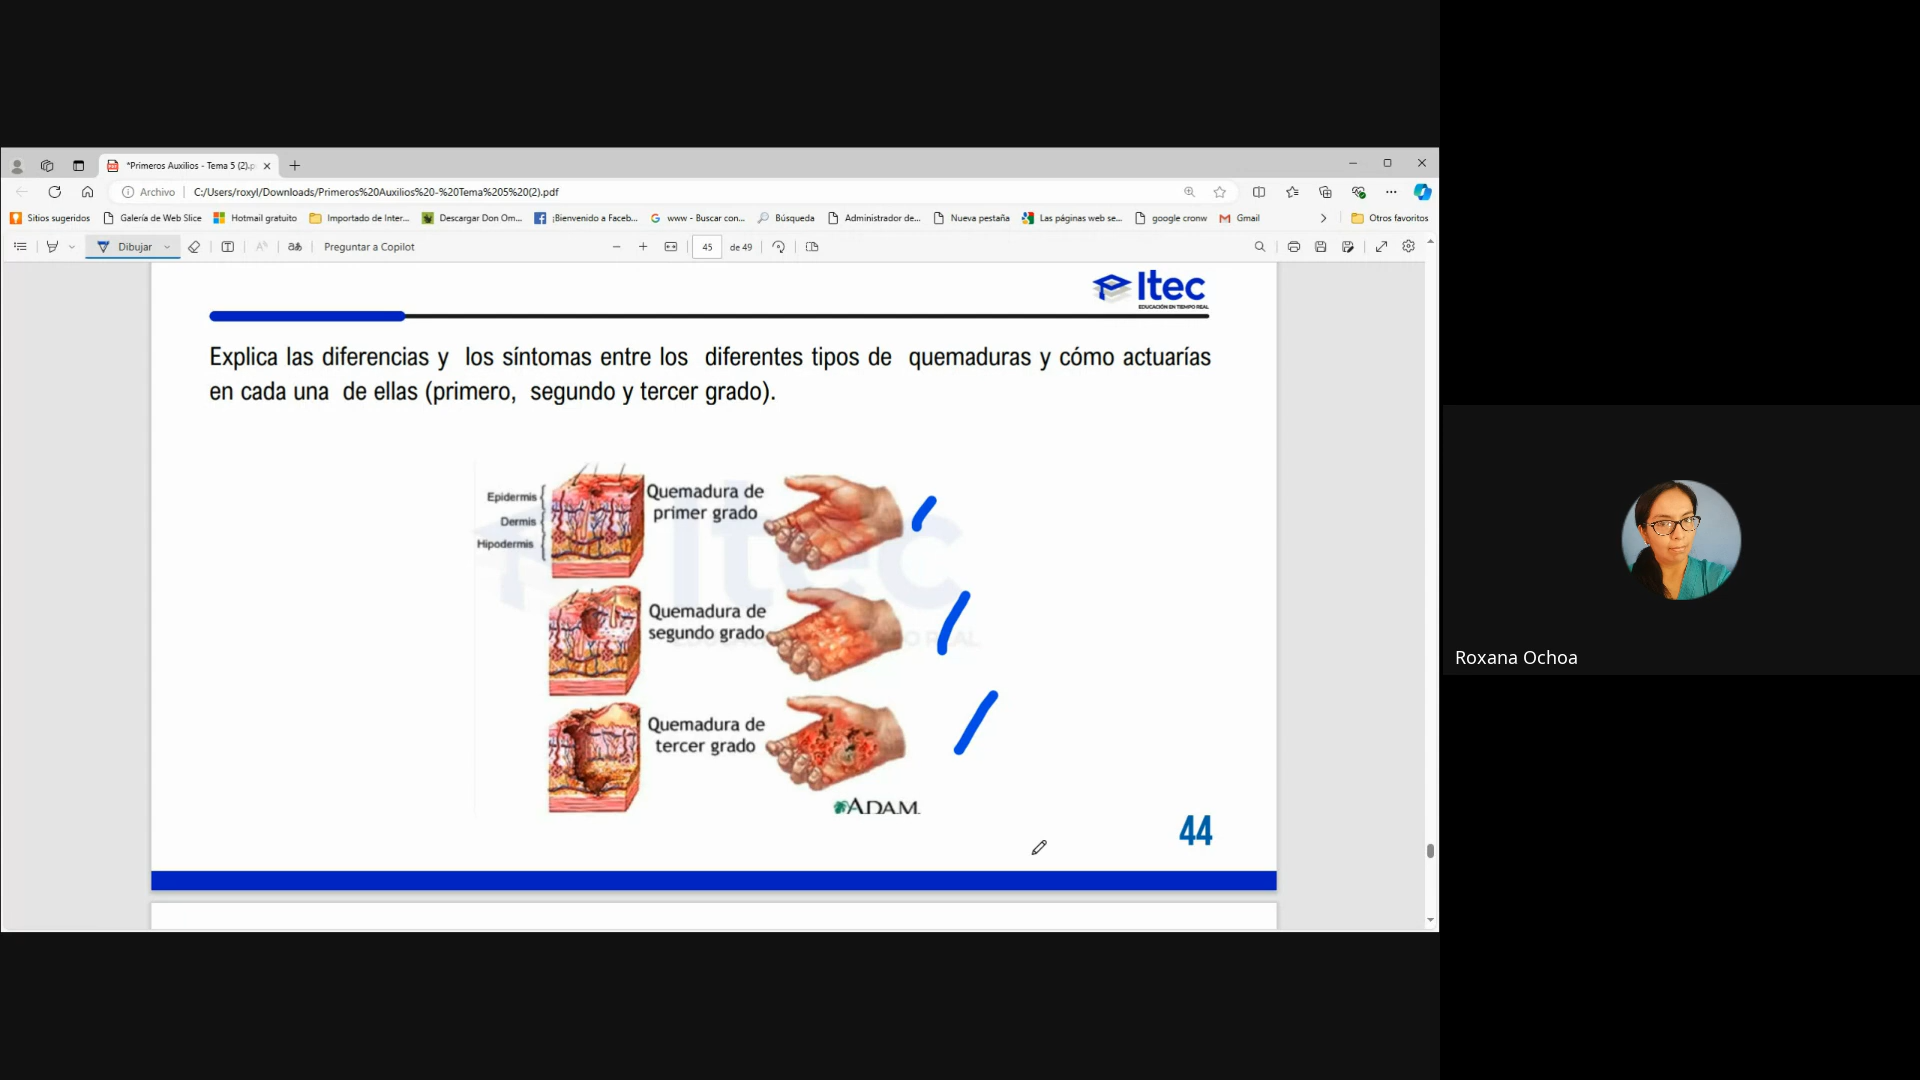 *Primeros Auxilios - Tema 5 (2).p
Archivo
C:/Users/roxyl/Downloads/Primeros%20Auxilios%20-%20Tema%205%20(2).pdf
Sitios sugeridos
Galería de Web Slice
Hotmail gratuito
Importado de Inter...
Descargar Don Om...
¡Bienvenido a Faceb...
www - Buscar con...
Búsqueda
Administrador de...
Nueva pestaña
Las páginas web se...
google cronw
Gmail
Otros favoritos
Dibujar
Preguntar a Copilot
45 de 49
Itec
EDUCACIÓN EN TIEMPO REAL
Explica las diferencias y los síntomas entre los diferentes tipos de quemaduras y cómo actuarías
en cada una de ellas (primero, segundo y tercer grado).
Epidermis
Dermis
Hipodermis
Quemadura de
primer grado
Quemadura de
segundo grado
Quemadura de
tercer grado
Itec
ADAM.
44
Roxana Ochoa